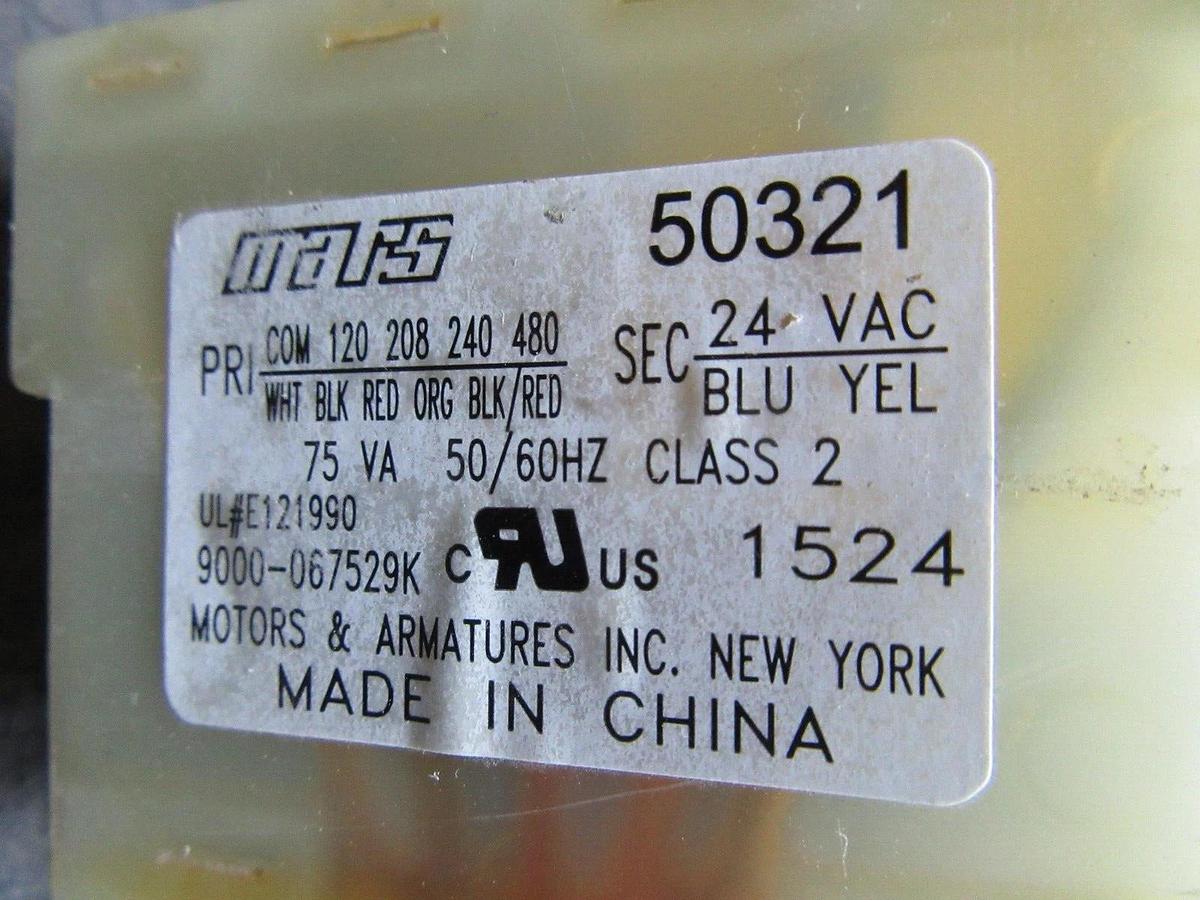 mars 50321
PRI COM 120 208 240 480 SEC 24 VAC
WHT BLK RED ORG BLK/RED BLU YEL
75 VA 50/60HZ CLASS 2
UL#E121990
9000-067529K C RU US 1524
MOTORS & ARMATURES INC. NEW YORK
MADE IN CHINA